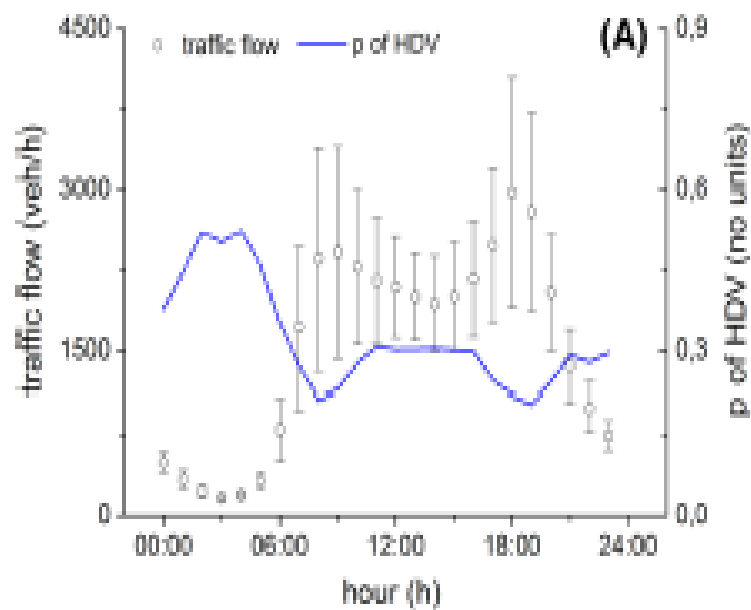 4500
traffic flow
p of HDV
(A)
0,9
3000
0,6
1500
0,3
0
0,0
traffic flow (veh/h)
p of HDV (no units)
00:00
06:00
12:00
18:00
24:00
hour (h)